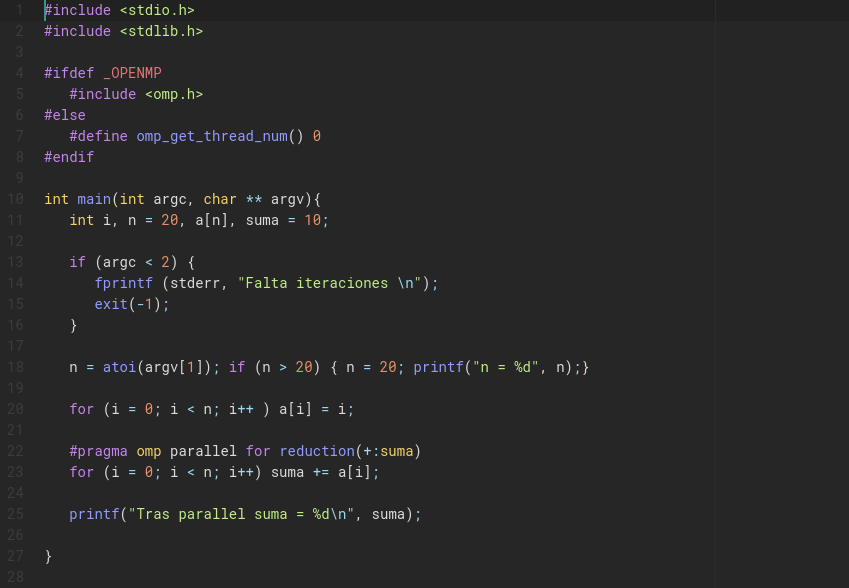 1 #include <stdio.h>
2 #include <stdlib.h>
3
4 #ifdef _OPENMP
5    #include <omp.h>
6 #else
7    #define omp_get_thread_num() 0
8 #endif
9
10 int main(int argc, char ** argv){
11    int i, n = 20, a[n], suma = 10;
12
13    if (argc < 2) {
14       fprintf (stderr, "Falta iteraciones \n");
15       exit(-1);
16    }
17
18    n = atoi(argv[1]); if (n > 20) { n = 20; printf("n = %d", n);}
19
20    for (i = 0; i < n; i++ ) a[i] = i;
21
22    #pragma omp parallel for reduction(+:suma)
23    for (i = 0; i < n; i++) suma += a[i];
24
25    printf("Tras parallel suma = %d\n", suma);
26
27 }
28